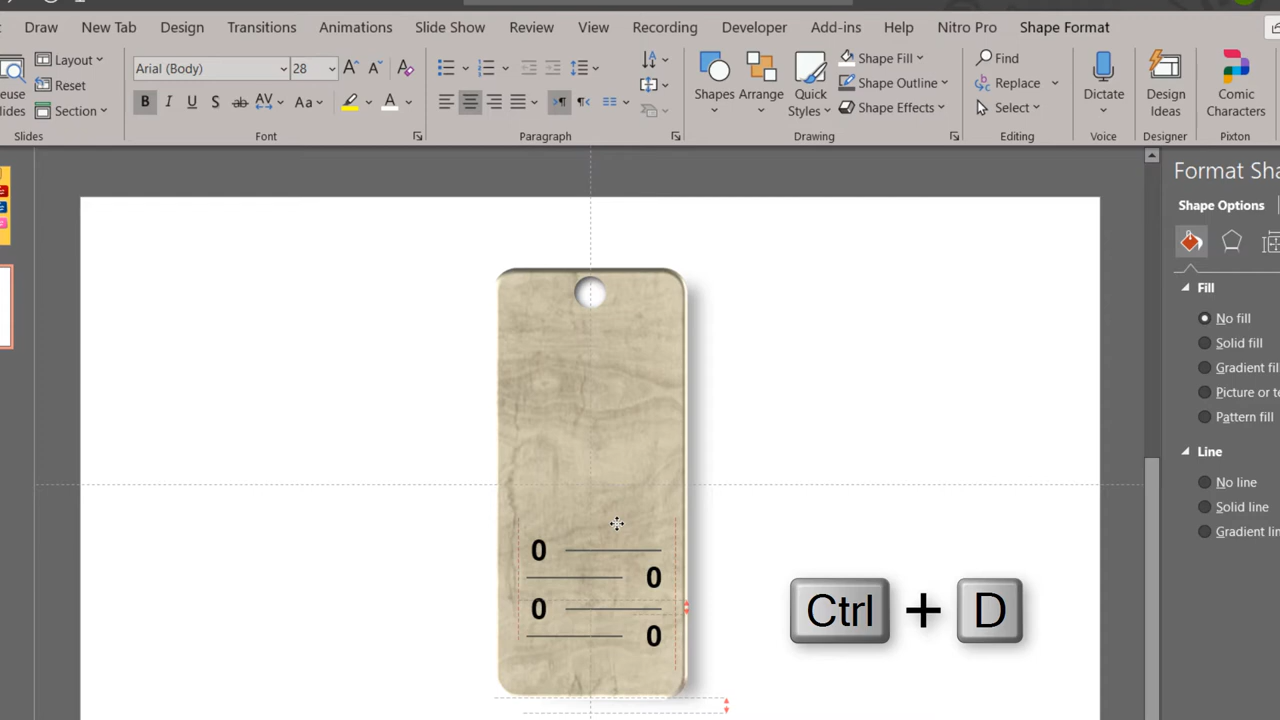 Draw New Tab Design Transitions Animations Slide Show Review View Recording Developer Add-ins Help Nitro Pro Shape Format
Layout
Reset
Section
Slides
Arial (Body) 28
B I U S ab AV Aa A
Font
Paragraph
Shapes
Arrange
Quick
Styles
Shape Fill
Shape Outline
Shape Effects
Drawing
Find
Replace
Select
Editing
Dictate
Voice
Design
Ideas
Designer
Comic
Characters
Pixton
Format Sha
Shape Options
Fill
No fill
Solid fill
Gradient fil
Picture or te
Pattern fill
Line
No line
Solid line
Gradient lin
0
0
0
0
Ctrl + D